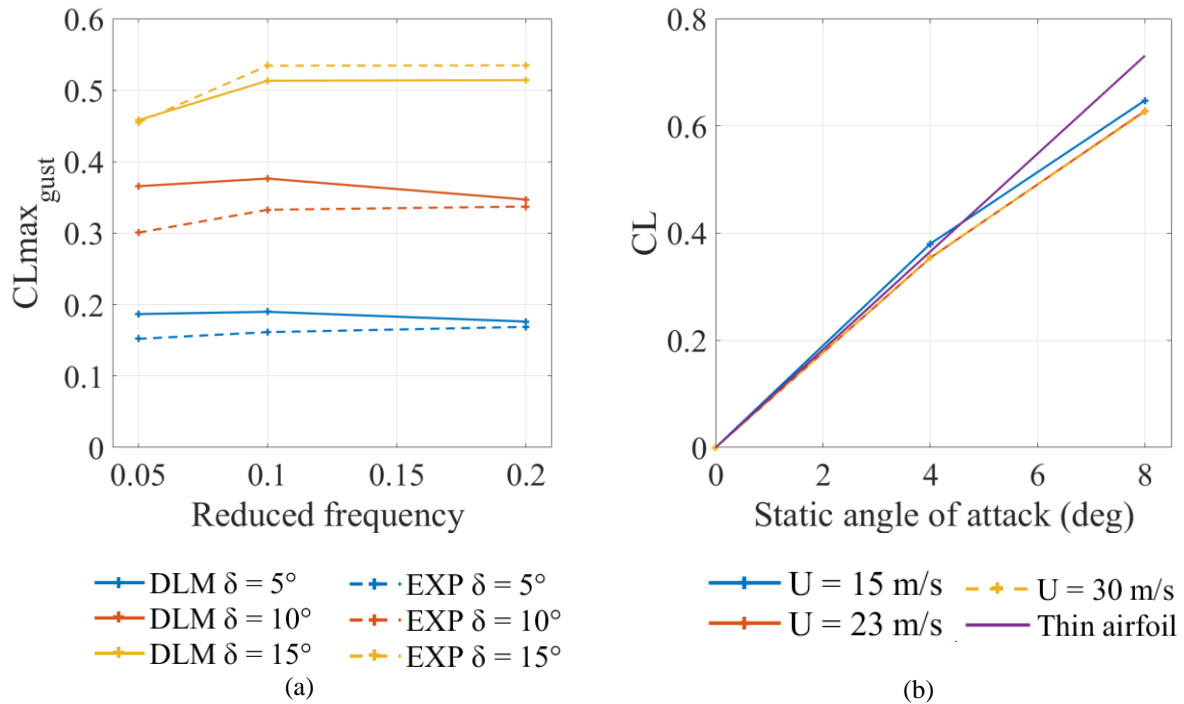 0.6
0.5
0.4
0.3
0.2
0.1
0
CLmax_gust
0.05 0.1 0.15 0.2
Reduced frequency
DLM δ = 5° EXP δ = 5°
DLM δ = 10° EXP δ = 10°
DLM δ = 15° EXP δ = 15°
(a)
0.8
0.6
0.4
0.2
0
CL
0 2 4 6 8
Static angle of attack (deg)
U = 15 m/s U = 30 m/s
U = 23 m/s Thin airfoil
(b)